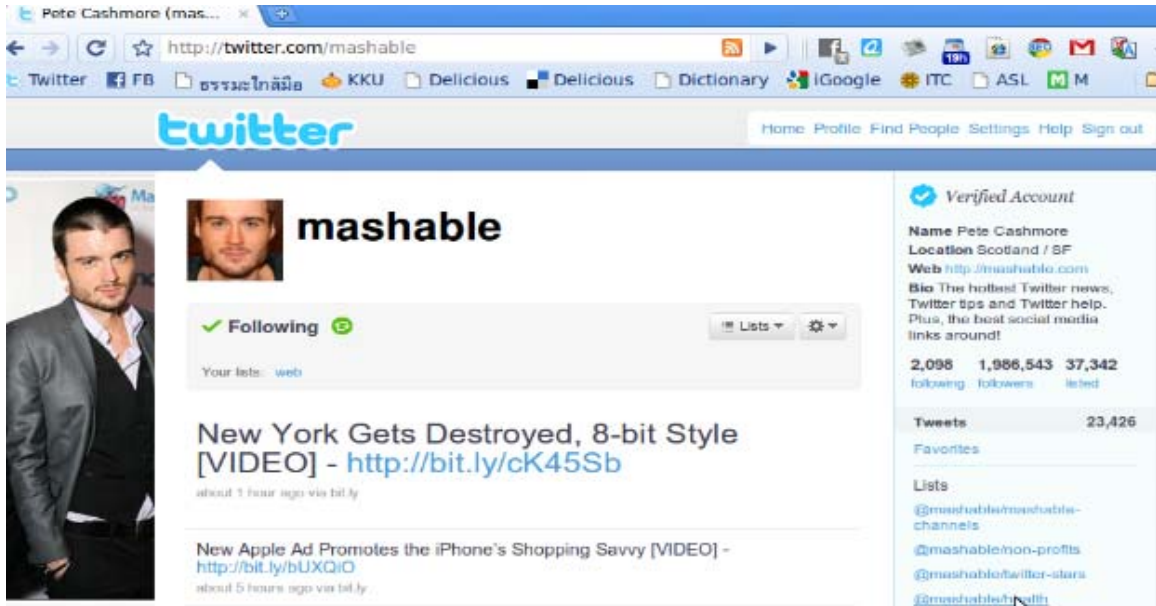 Pete Cashmore (mas...
http://twitter.com/mashable
19h
Twitter FB ธรรมะใกล้มือ KKU Delicious Delicious Dictionary iGoogle ITC ASL M
twitter
Home Profile Find People Settings Help Sign out
Ma
mashable
Following
Lists
Your lists: web
New York Gets Destroyed, 8-bit Style
[VIDEO] - http://bit.ly/cK45Sb
about 1 hour ago via bit.ly
New Apple Ad Promotes the iPhone's Shopping Savvy [VIDEO] -
http://bit.ly/bUXQiO
about 5 hours ago via bit.ly
Verified Account
Name Pete Cashmore
Location Scotland / SF
Web http://mashable.com
Bio The hottest Twitter news,
Twitter tips and Twitter help.
Plus, the best social media
links around!
2,098 1,986,543 37,342
following followers listed
Tweets 23,426
Favorites
Lists
@mashable/mashable-
channels
@mashable/non-profits
@mashable/twitter-stars
@mashable/health